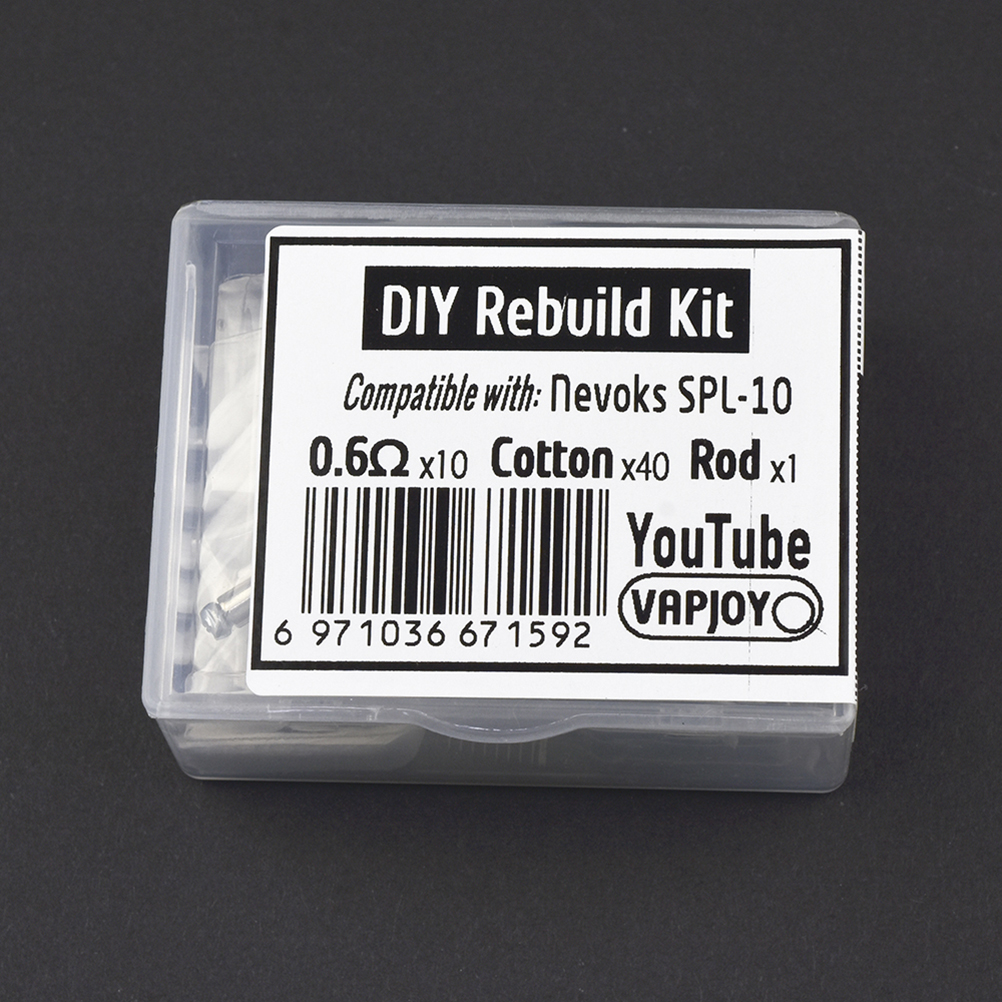 DIY Rebuild Kit
Compatible with: Nevoks SPL-10
0.6Ω x10 Cotton x40 Rod x1
YouTube
VAPJOY
6 971036 671592